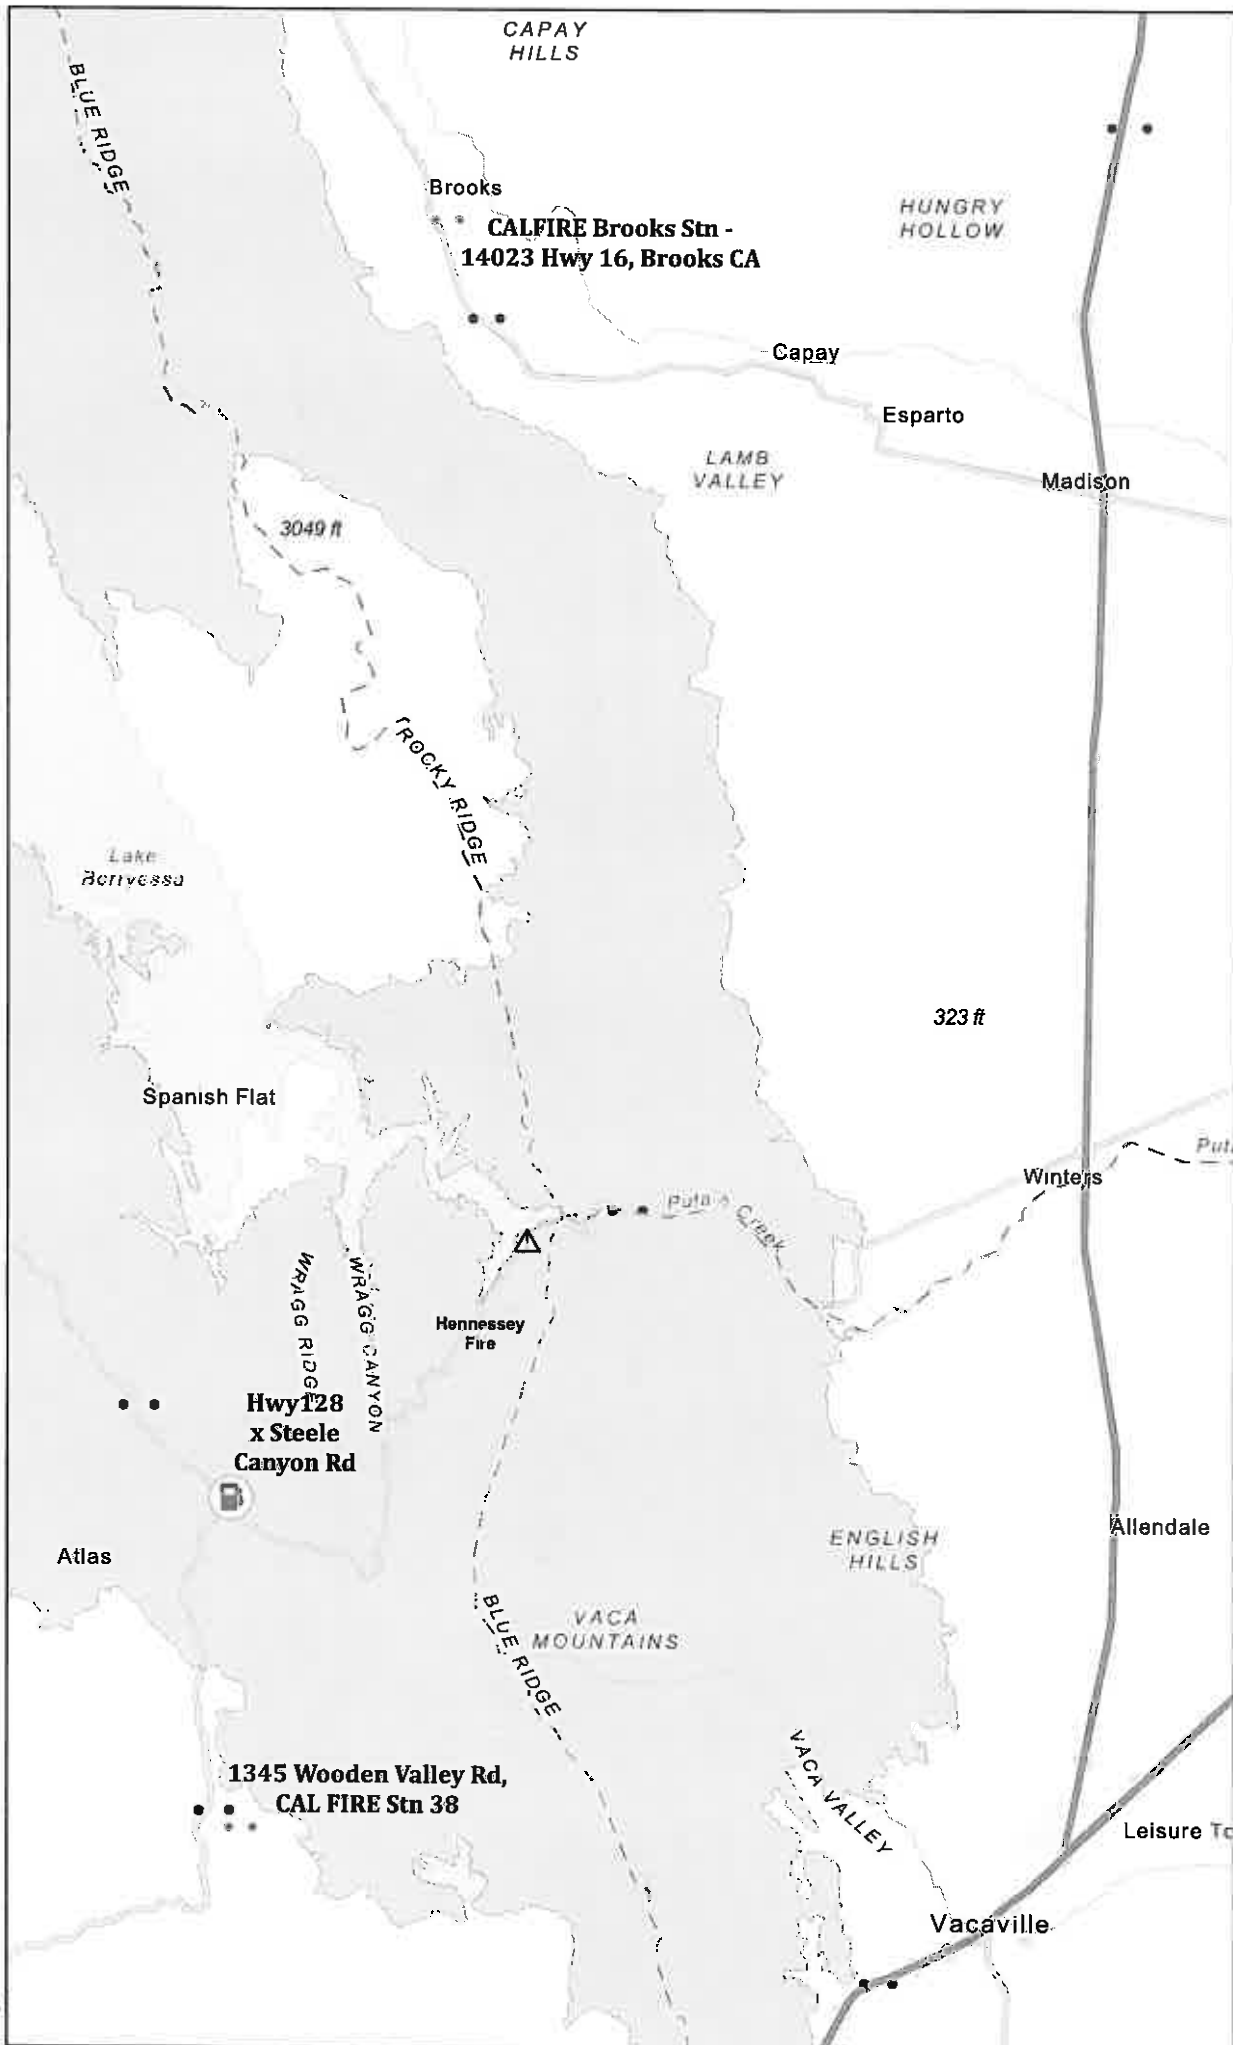 CAPAY
HILLS
BLUE RIDGE
Brooks
CALFIRE Brooks Stn -
14023 Hwy 16, Brooks CA
HUNGRY
HOLLOW
Capay
Esparto
LAMB
VALLEY
Madison
3049 ft
ROCKY RIDGE
Lake
Berryessa
323 ft
Spanish Flat
Winters
Putah Creek
WRAGG RIDGE
WRAGG CANYON
Hennessey
Fire
Hwy128
x Steele
Canyon Rd
Atlas
ENGLISH
HILLS
Allendale
BLUE RIDGE
VACA
MOUNTAINS
VACA VALLEY
1345 Wooden Valley Rd,
CAL FIRE Stn 38
Leisure
Vacaville